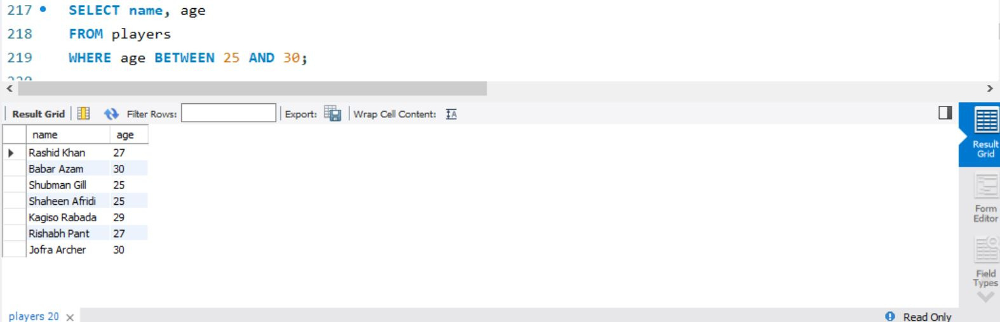 217 SELECT name, age
218 FROM players
219 WHERE age BETWEEN 25 AND 30;
Result Grid Filter Rows: Export: Wrap Cell Content: IA
name age
Rashid Khan 27
Babar Azam 30
Shubman Gill 25
Shaheen Afridi 25
Kagiso Rabada 29
Rishabh Pant 27
Jofra Archer 30
Result
Grid
Form
Editor
Field
Types
players 20 ×
Read Only